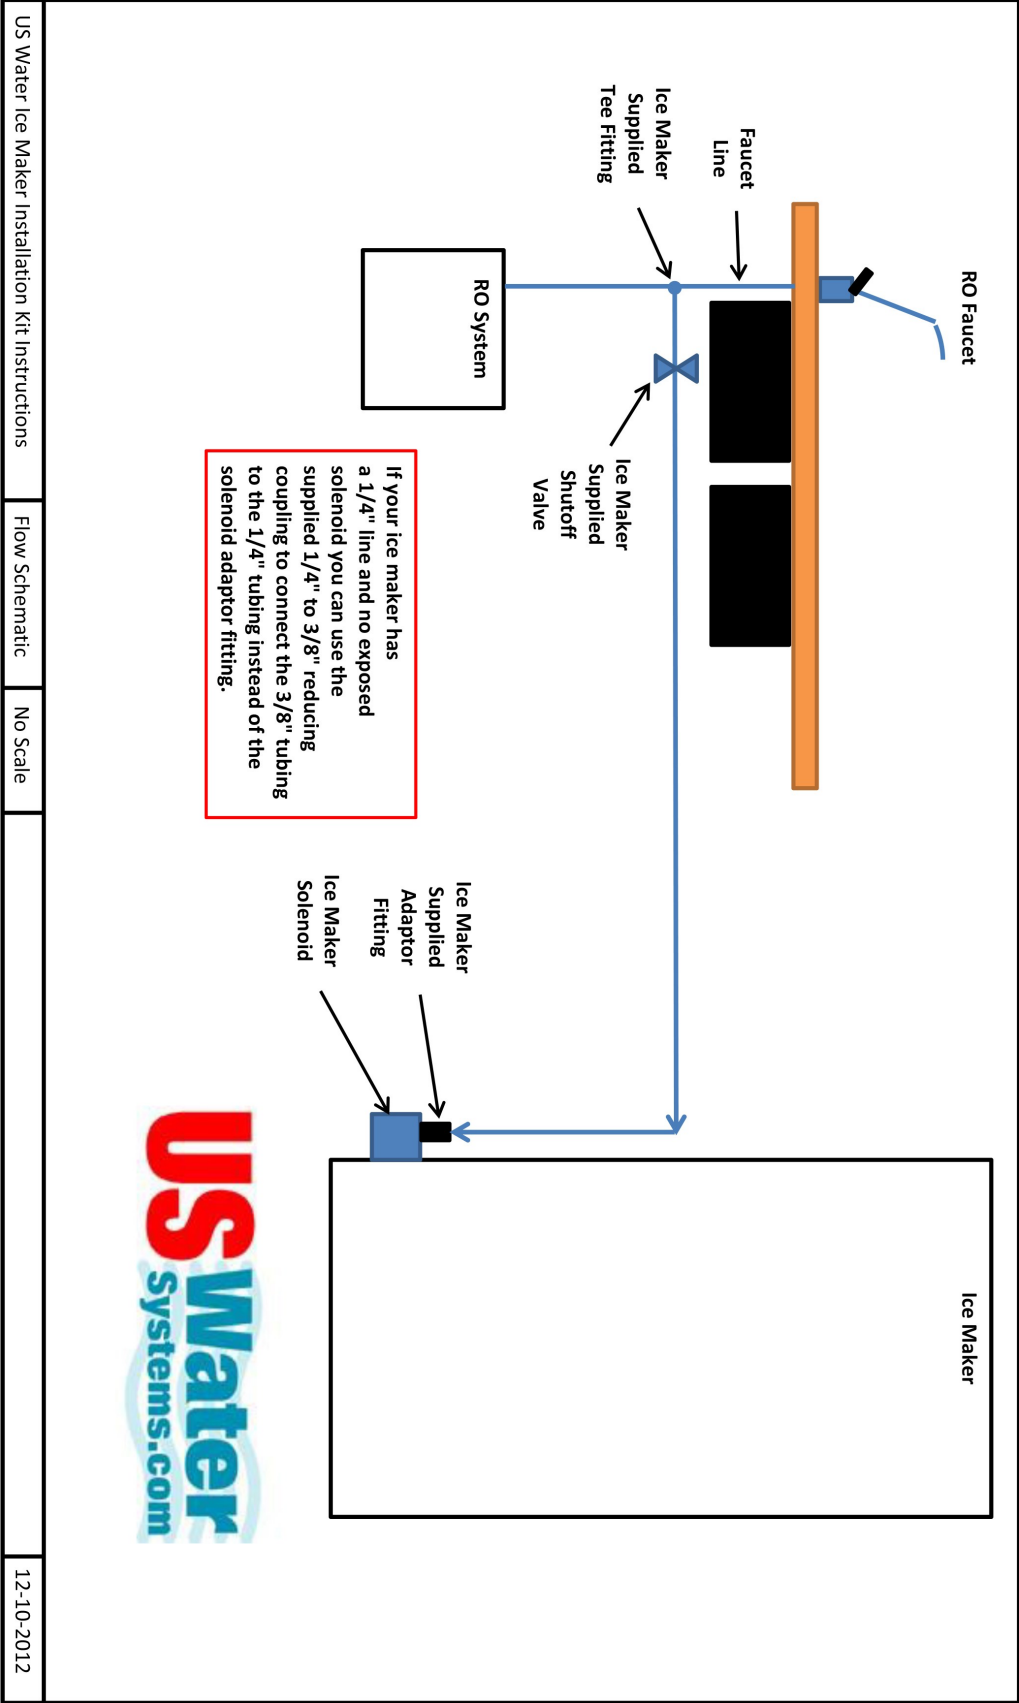 RO Faucet
Faucet
Line
Ice Maker
Supplied
Tee Fitting
RO System
Ice Maker
Supplied
Shutoff
Valve
If your ice maker has
a 1/4" line and no exposed
solenoid you can use the
supplied 1/4" to 3/8" reducing
coupling to connect the 3/8" tubing
to the 1/4" tubing instead of the
solenoid adaptor fitting.
Ice Maker
Supplied
Adaptor
Fitting
Ice Maker
Solenoid
Ice Maker
US Water
Systems.com
US Water Ice Maker Installation Kit Instructions
Flow Schematic
No Scale
12-10-2012